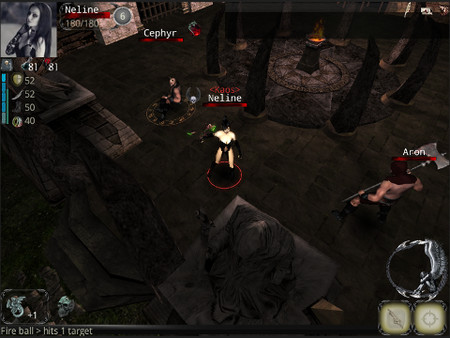 Neline
180/180
6
Cephyr
81 81
52
<Kaos>
Neline
52
50
40
Aron
-1
Fire ball > hits 1 target